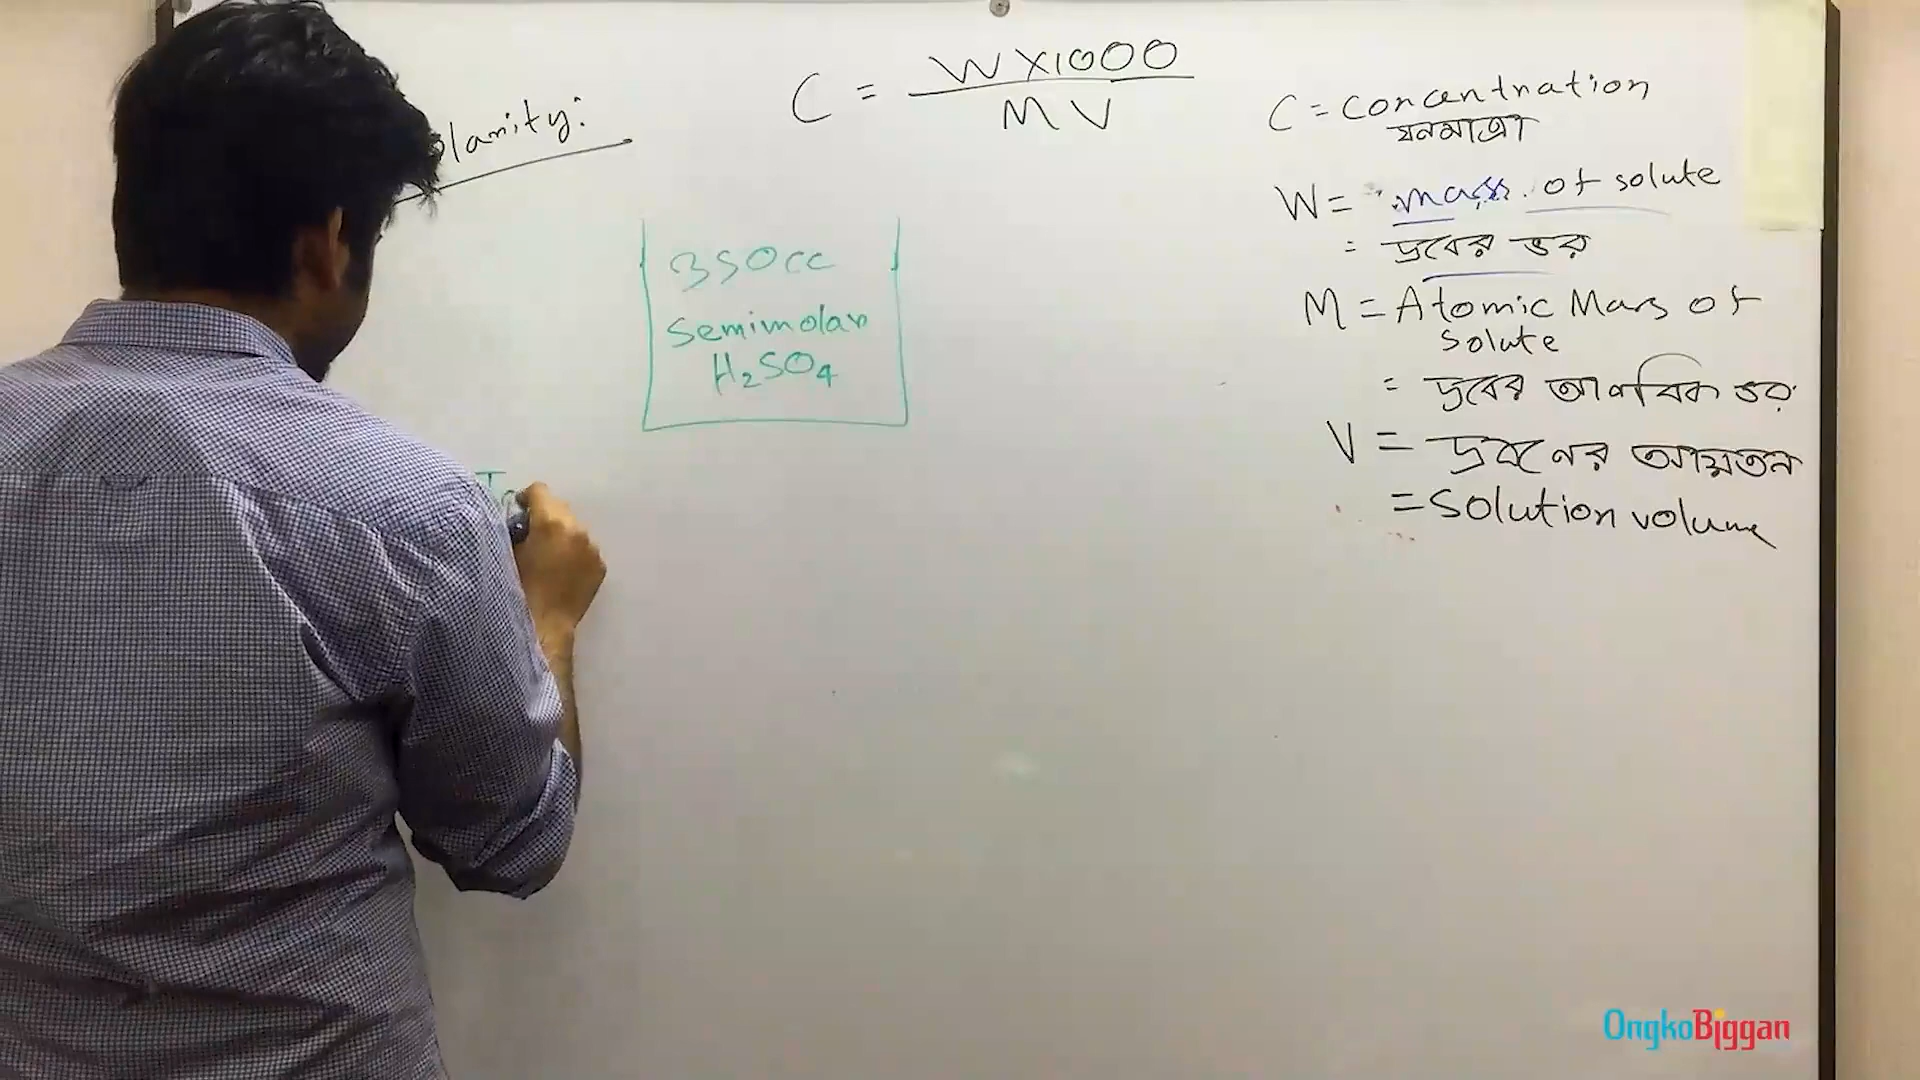 C = W X1000 / MV
olarity:
C = concentration
ঘনমাত্রা
W = mass of solute
= দ্রবের ভর
M = Atomic Mass of
solute
= দ্রবের আণবিক ভর
V = দ্রবণের আয়তন
= Solution volume
350cc
Semimolar
H₂SO₄
OngkoBiggan